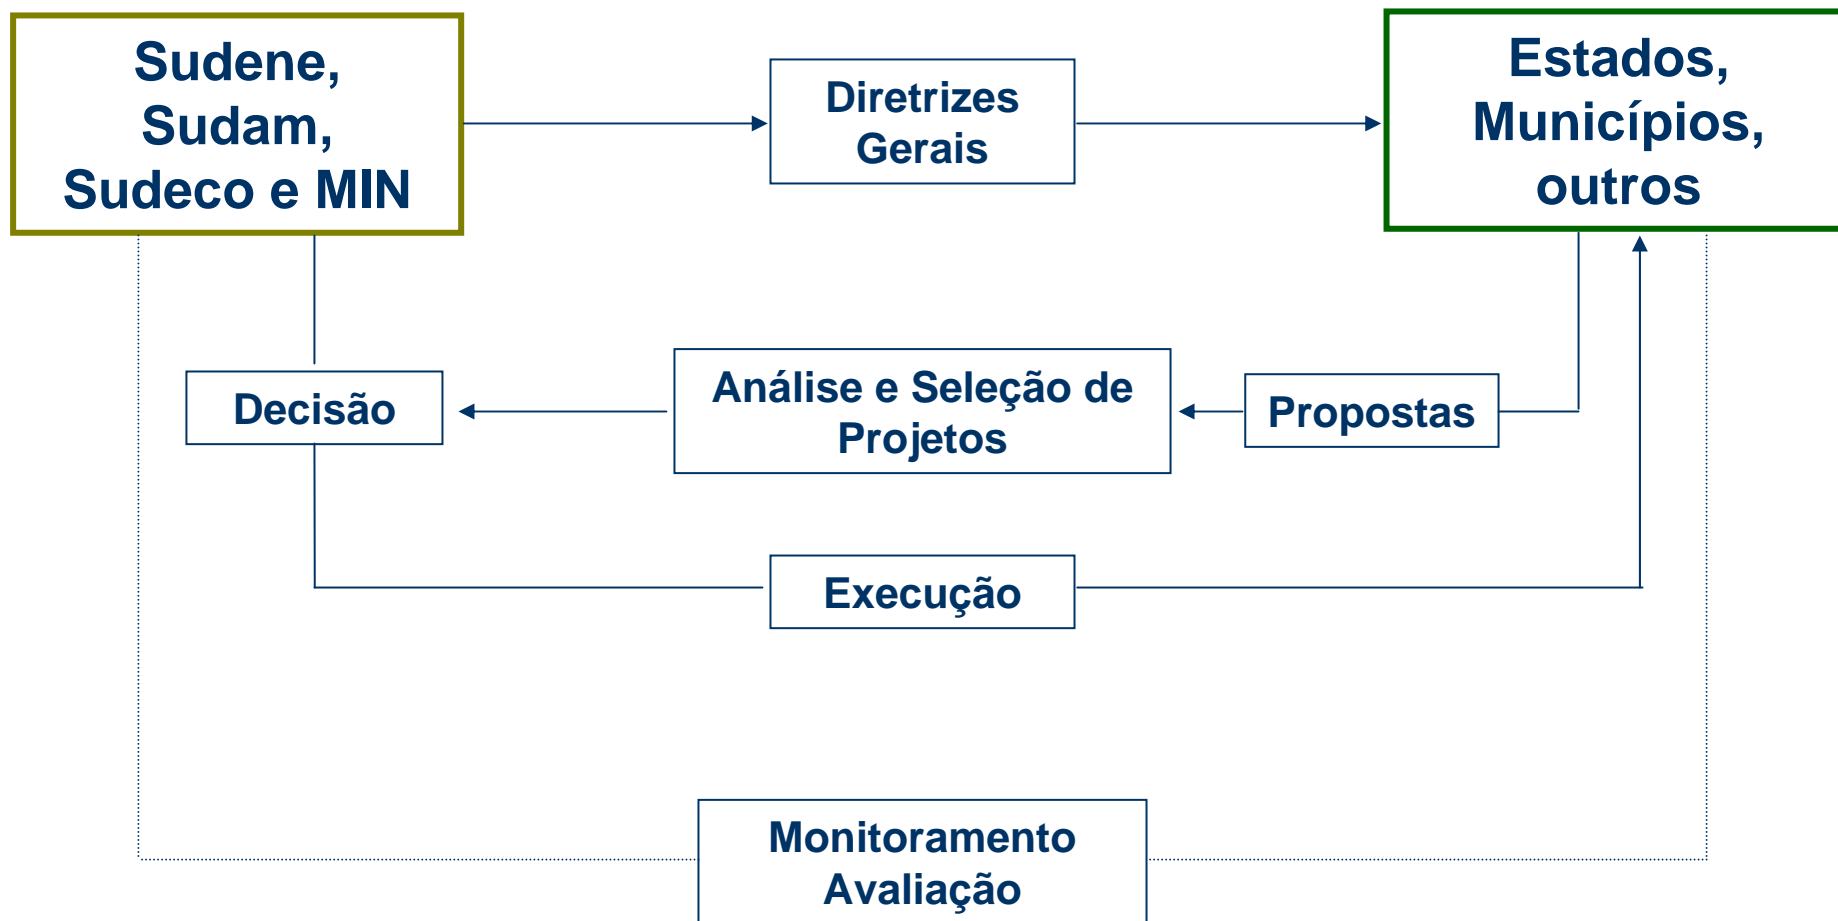 Sudene,
Sudam,
Sudeco e MIN
Diretrizes
Gerais
Estados,
Municípios,
outros
Decisão
Análise e Seleção de
Projetos
Propostas
Execução
Monitoramento
Avaliação